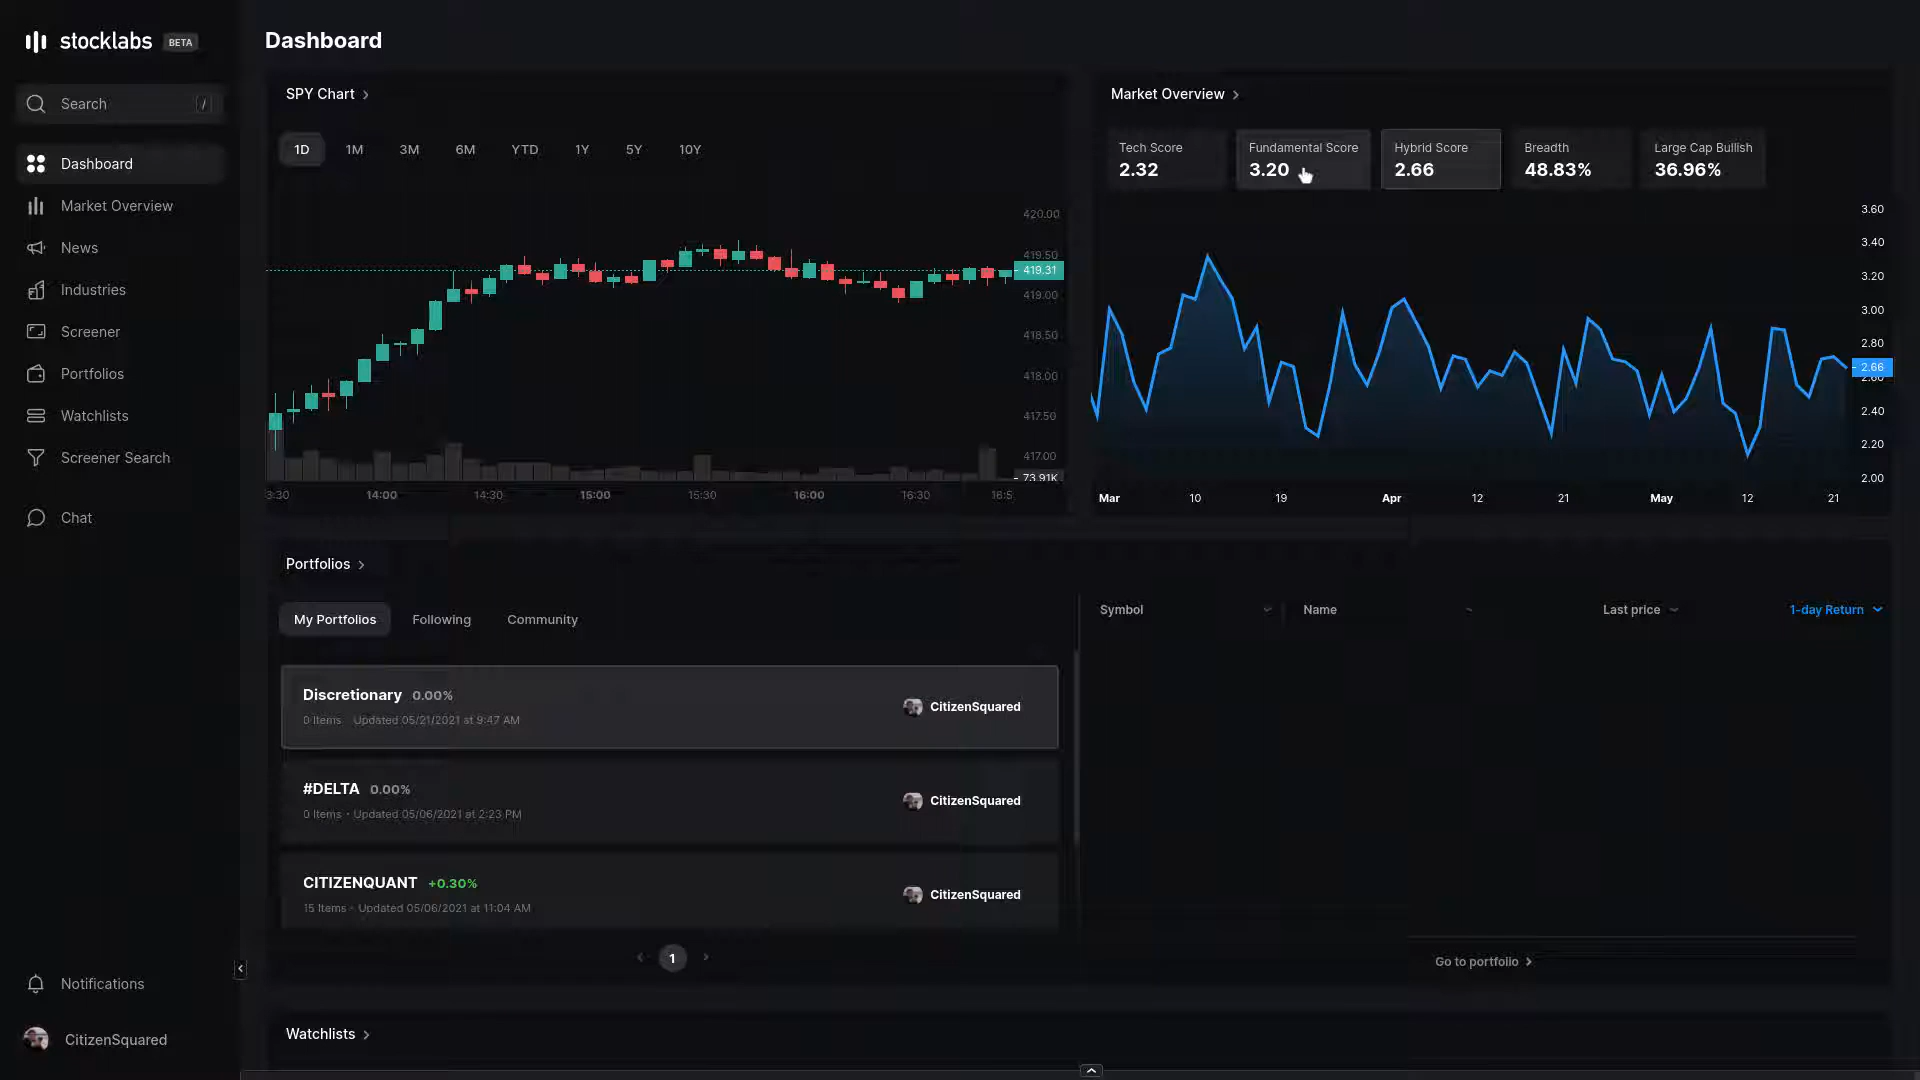 stocklabs BETA
Search /
Dashboard
Market Overview
News
Industries
Screener
Portfolios
Watchlists
Screener Search
Chat
Notifications
CitizenSquared
Dashboard
SPY Chart
1D 1M 3M 6M YTD 1Y 5Y 10Y
420.00
419.50
419.31
419.00
418.50
418.00
417.50
417.00
73.91K
3:30 14:00 14:30 15:00 15:30 16:00 16:30 16:5
Market Overview
Tech Score Fundamental Score Hybrid Score Breadth Large Cap Bullish
2.32 3.20 2.66 48.83% 36.96%
3.60
3.40
3.20
3.00
2.80
2.66
2.60
2.40
2.20
2.00
Mar 10 19 Apr 12 21 May 12 21
Portfolios
My Portfolios Following Community
Discretionary 0.00%
0 Items · Updated 05/21/2021 at 9:47 AM
CitizenSquared
#DELTA 0.00%
0 Items · Updated 05/06/2021 at 2:23 PM
CitizenSquared
CITIZENQUANT +0.30%
15 Items · Updated 05/06/2021 at 11:04 AM
CitizenSquared
1
Symbol Name Last price 1-day Return
Go to portfolio
Watchlists